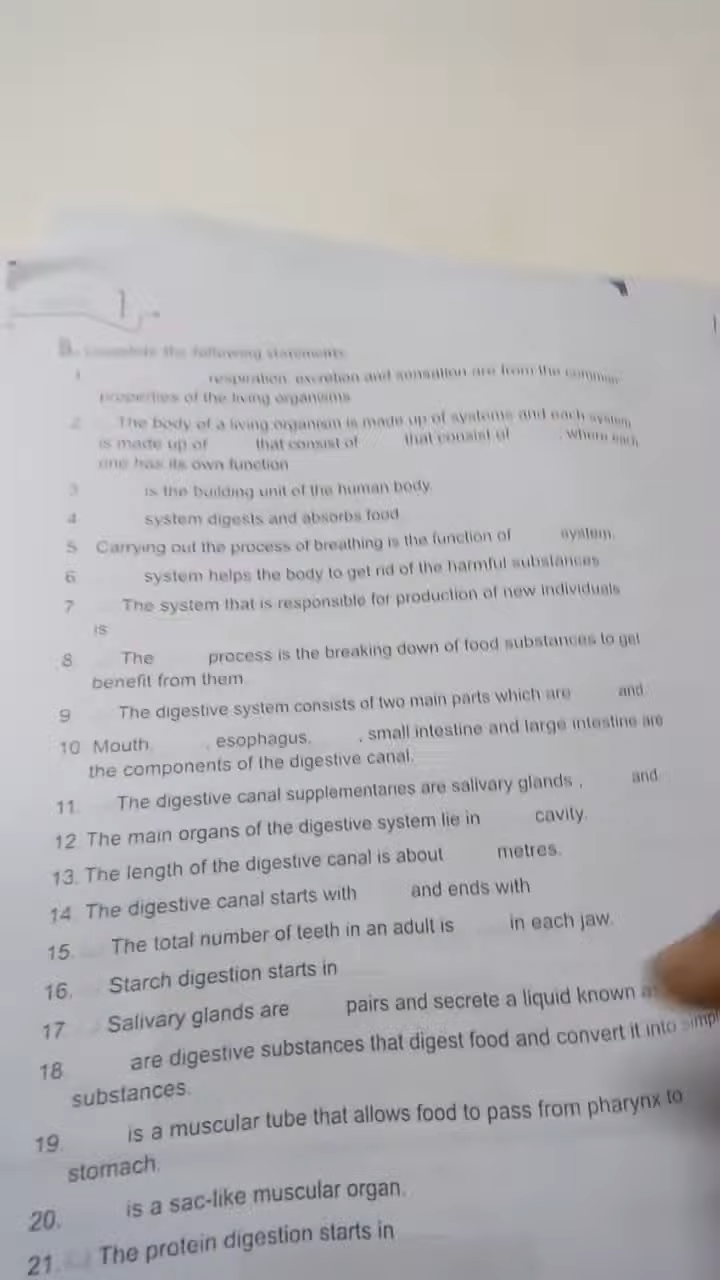 1
B. Complete the following statements
1 respiration, excretion and sensation are from the common
properties of the living organisms
2 The body of a living organism is made up of systems and each system
is made up of that consist of that consist of , where each
one has its own function
3 is the building unit of the human body.
4 system digests and absorbs food
5 Carrying out the process of breathing is the function of system.
6 system helps the body to get rid of the harmful substances
7 The system that is responsible for production of new individuals
is
8 The process is the breaking down of food substances to get
benefit from them.
9 The digestive system consists of two main parts which are and
10 Mouth, , esophagus, , small intestine and large intestine are
the components of the digestive canal.
11. The digestive canal supplementaries are salivary glands , and
12. The main organs of the digestive system lie in cavity.
13. The length of the digestive canal is about metres.
14 The digestive canal starts with and ends with
15. The total number of teeth in an adult is in each jaw.
16. Starch digestion starts in
17 Salivary glands are pairs and secrete a liquid known
18. are digestive substances that digest food and convert it into simpl
substances.
19. is a muscular tube that allows food to pass from pharynx to
stomach.
20. is a sac-like muscular organ.
21. The protein digestion starts in